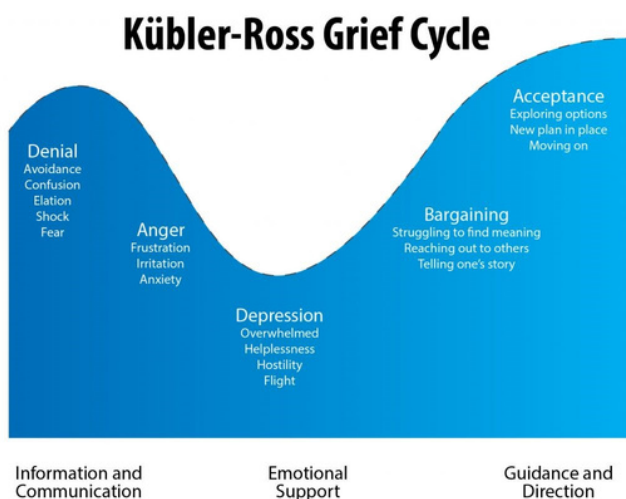 Kübler-Ross Grief Cycle
Denial
Avoidance
Confusion
Elation
Shock
Fear
Anger
Frustration
Irritation
Anxiety
Depression
Overwhelmed
Helplessness
Hostility
Flight
Bargaining
Struggling to find meaning
Reaching out to others
Telling one's story
Acceptance
Exploring options
New plan in place
Moving on
Information and
Communication
Emotional
Support
Guidance and
Direction